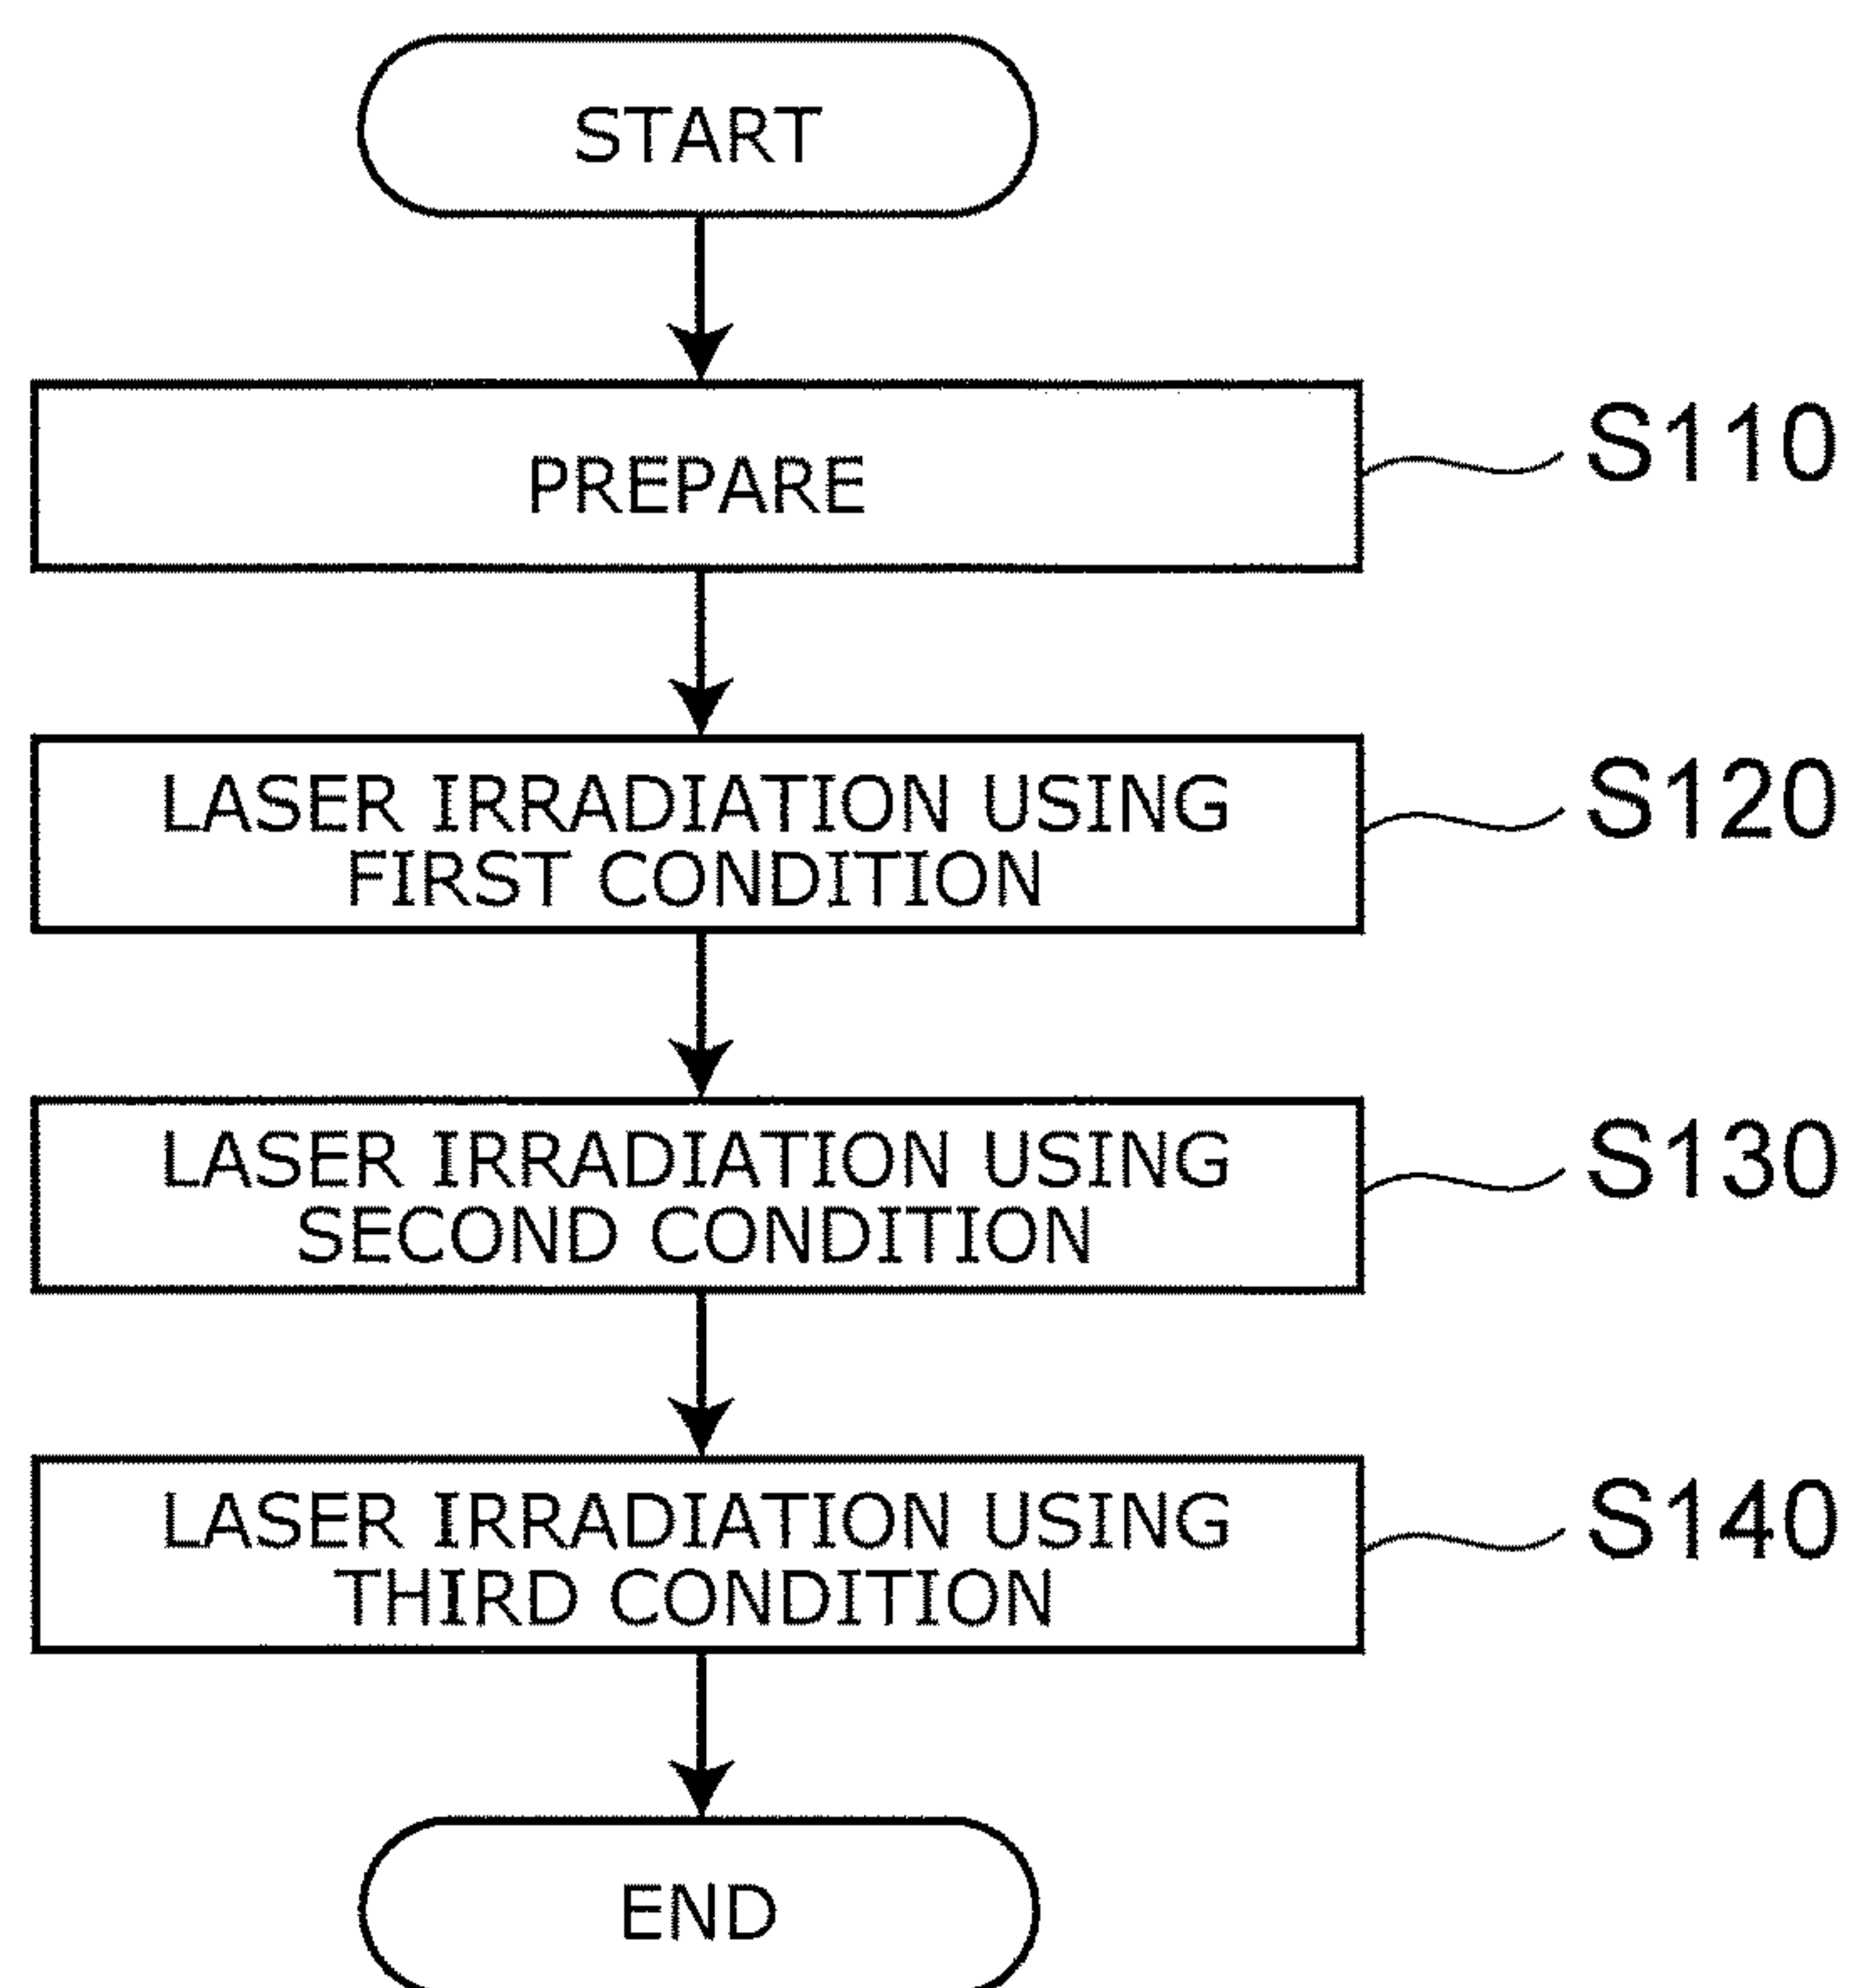 START
PREPARE
S110
LASER IRRADIATION USING
FIRST CONDITION
S120
LASER IRRADIATION USING
SECOND CONDITION
S130
LASER IRRADIATION USING
THIRD CONDITION
S140
END